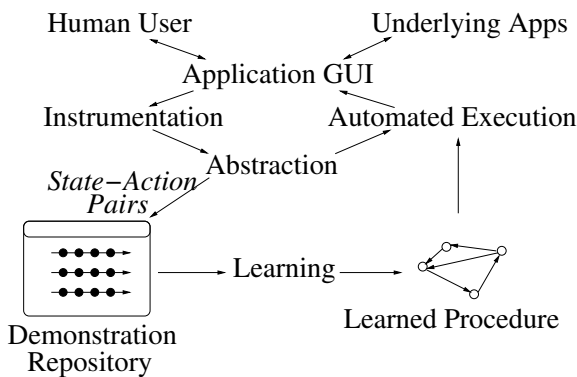 Human User
Underlying Apps
Application GUI
Instrumentation
Automated Execution
Abstraction
State−Action
Pairs
Learning
Learned Procedure
Demonstration
Repository